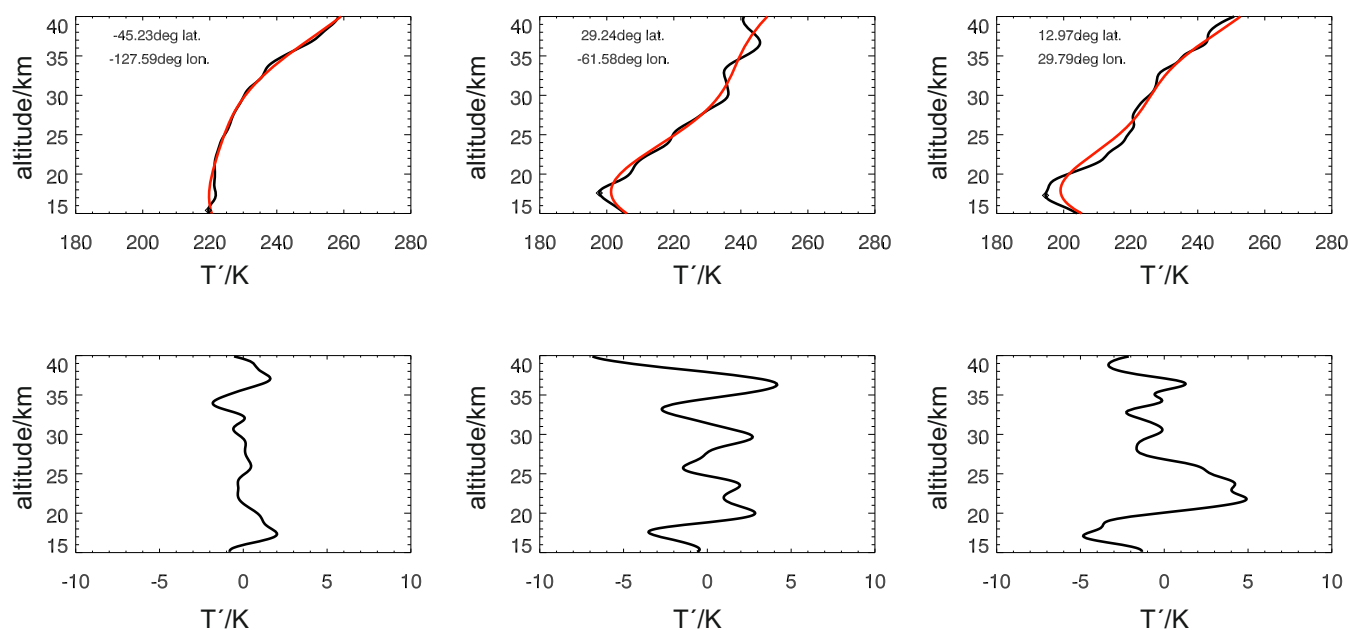 altitude/km
40
35
30
25
20
15
-45.23deg lat.
-127.59deg lon.
180 200 220 240 260 280
T´/K
altitude/km
40
35
30
25
20
15
29.24deg lat.
-61.58deg lon.
180 200 220 240 260 280
T´/K
altitude/km
40
35
30
25
20
15
12.97deg lat.
29.79deg lon.
180 200 220 240 260 280
T´/K
altitude/km
40
35
30
25
20
15
-10 -5 0 5 10
T´/K
altitude/km
40
35
30
25
20
15
-10 -5 0 5 10
T´/K
altitude/km
40
35
30
25
20
15
-10 -5 0 5 10
T´/K